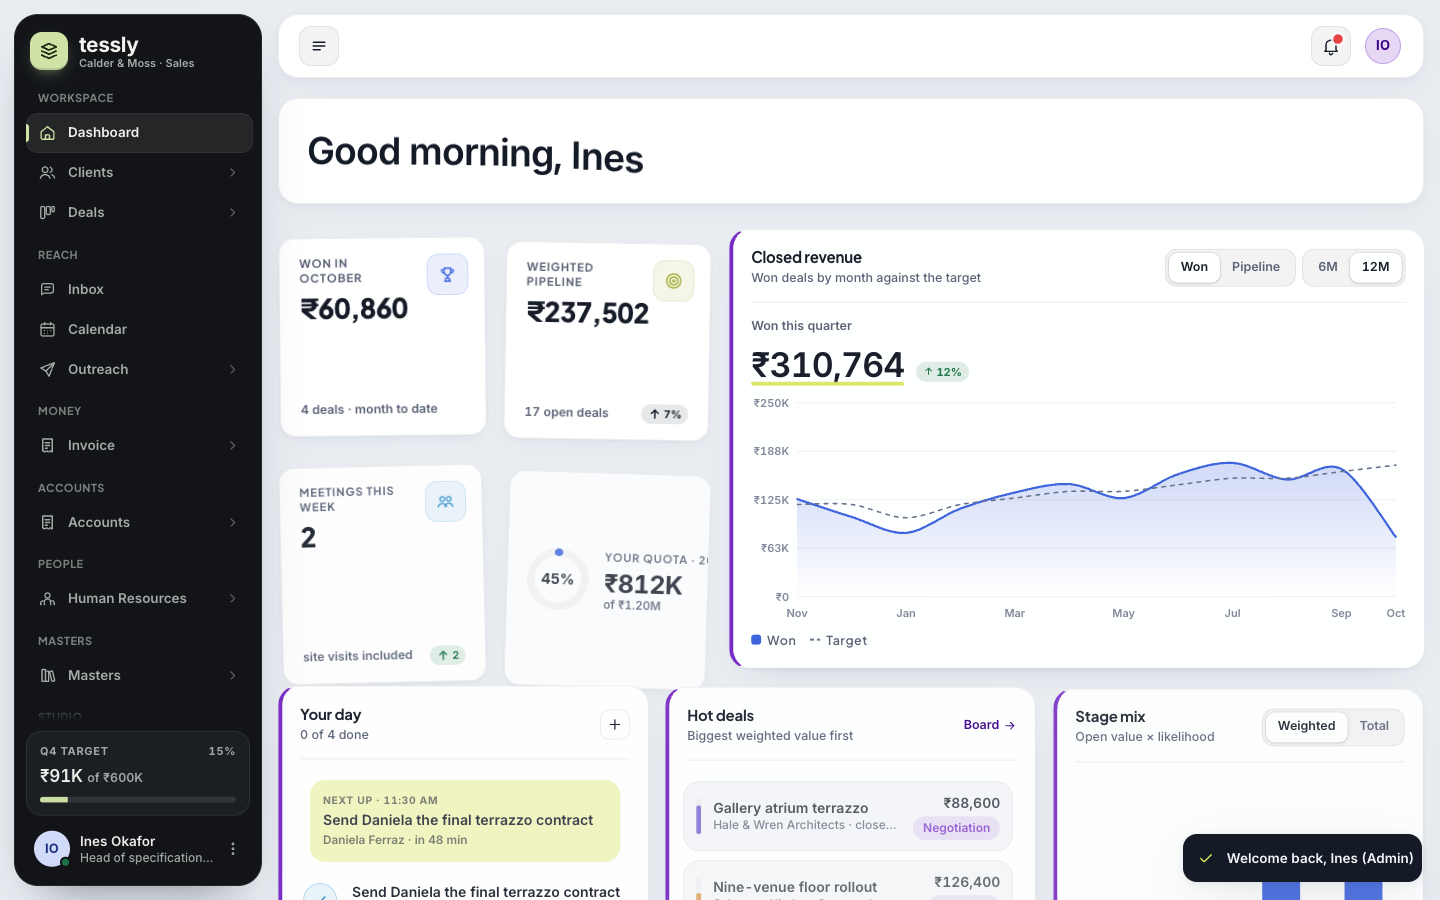 tessly
Calder & Moss · Sales
WORKSPACE
Dashboard
Clients
Deals
REACH
Inbox
Calendar
Outreach
MONEY
Invoice
ACCOUNTS
Accounts
PEOPLE
Human Resources
MASTERS
Masters
STUDIO
Q4 TARGET 15%
₹91K of ₹600K
IO
Ines Okafor
Head of specification...
IO
Good morning, Ines
WON IN
OCTOBER
₹60,860
4 deals · month to date
WEIGHTED
PIPELINE
₹237,502
17 open deals
↑ 7%
MEETINGS THIS
WEEK
2
site visits included
↑ 2
45%
YOUR QUOTA ·
₹812K
of ₹1.20M
Closed revenue
Won deals by month against the target
Won Pipeline
6M 12M
Won this quarter
₹310,764
↑ 12%
₹250K
₹188K
₹125K
₹63K
₹0
Nov Jan Mar May Jul Sep Oct
Won Target
Your day
0 of 4 done
NEXT UP · 11:30 AM
Send Daniela the final terrazzo contract
Daniela Ferraz · in 48 min
Send Daniela the final terrazzo contract
Hot deals
Biggest weighted value first
Board →
Gallery atrium terrazzo
Hale & Wren Architects · close...
₹88,600
Negotiation
Nine-venue floor rollout
₹126,400
Stage mix
Open value × likelihood
Weighted Total
Welcome back, Ines (Admin)